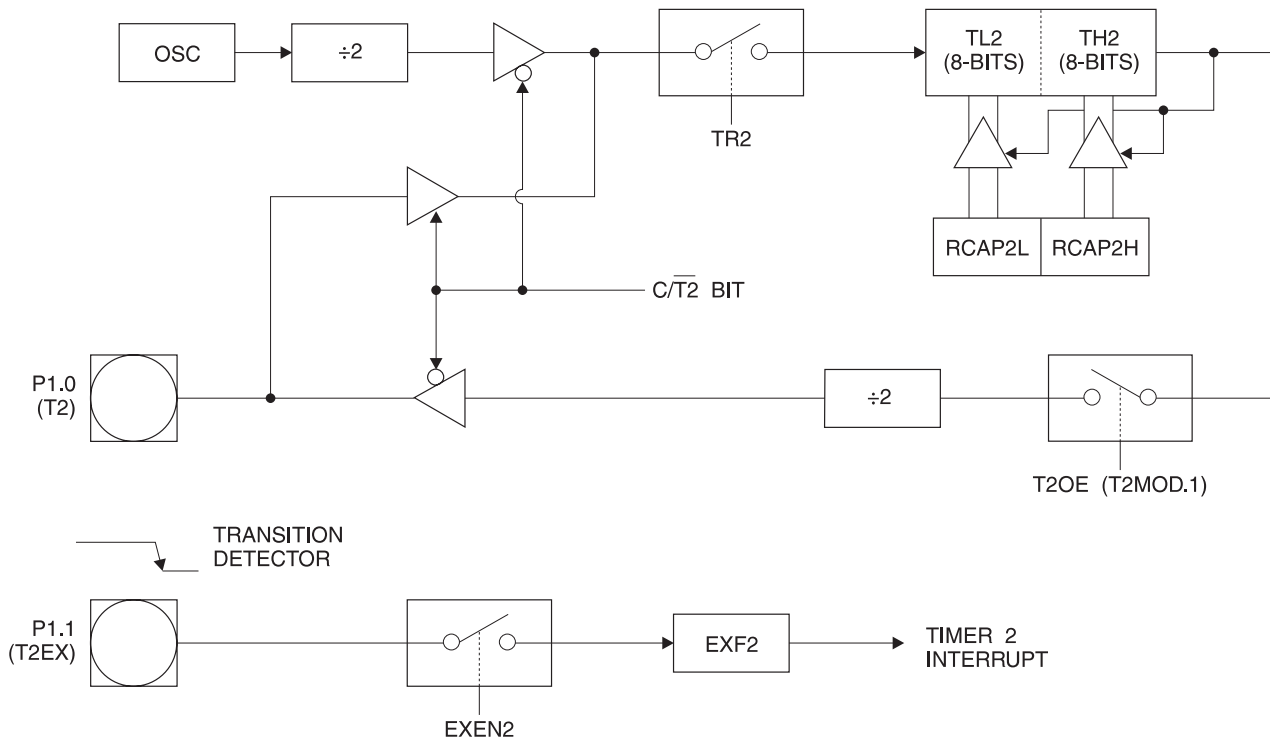 OSC
÷2
TR2
TL2
(8-BITS)
TH2
(8-BITS)
RCAP2L
RCAP2H
C/T̅2̅ BIT
P1.0
(T2)
÷2
T2OE (T2MOD.1)
TRANSITION
DETECTOR
P1.1
(T2EX)
EXEN2
EXF2
TIMER 2
INTERRUPT